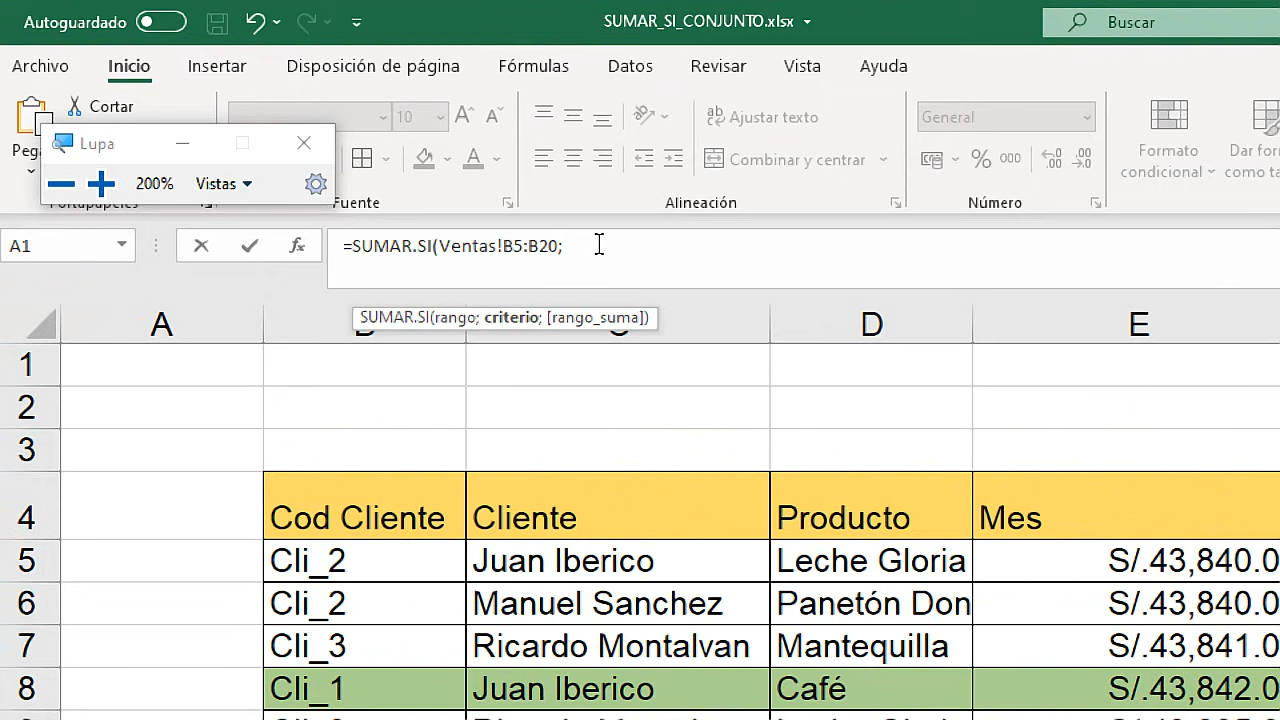 Autoguardado
SUMAR_SI_CONJUNTO.xlsx
Buscar
Archivo Inicio Insertar Disposición de página Fórmulas Datos Revisar Vista Ayuda
Cortar
10
Ajustar texto
General
Lupa
Combinar y centrar
% 000
Formato
condicional
Dar for
como ta
200% Vistas
Fuente
Alineación
Número
A1
fx
=SUMAR.SI(Ventas!B5:B20;
SUMAR.SI(rango; criterio; [rango_suma])
A D E
1
2
3
4 Cod Cliente Cliente Producto Mes
5 Cli_2 Juan Iberico Leche Gloria S/.43,840.0
6 Cli_2 Manuel Sanchez Panetón Don S/.43,840.0
7 Cli_3 Ricardo Montalvan Mantequilla S/.43,841.0
8 Cli_1 Juan Iberico Café S/.43,842.0